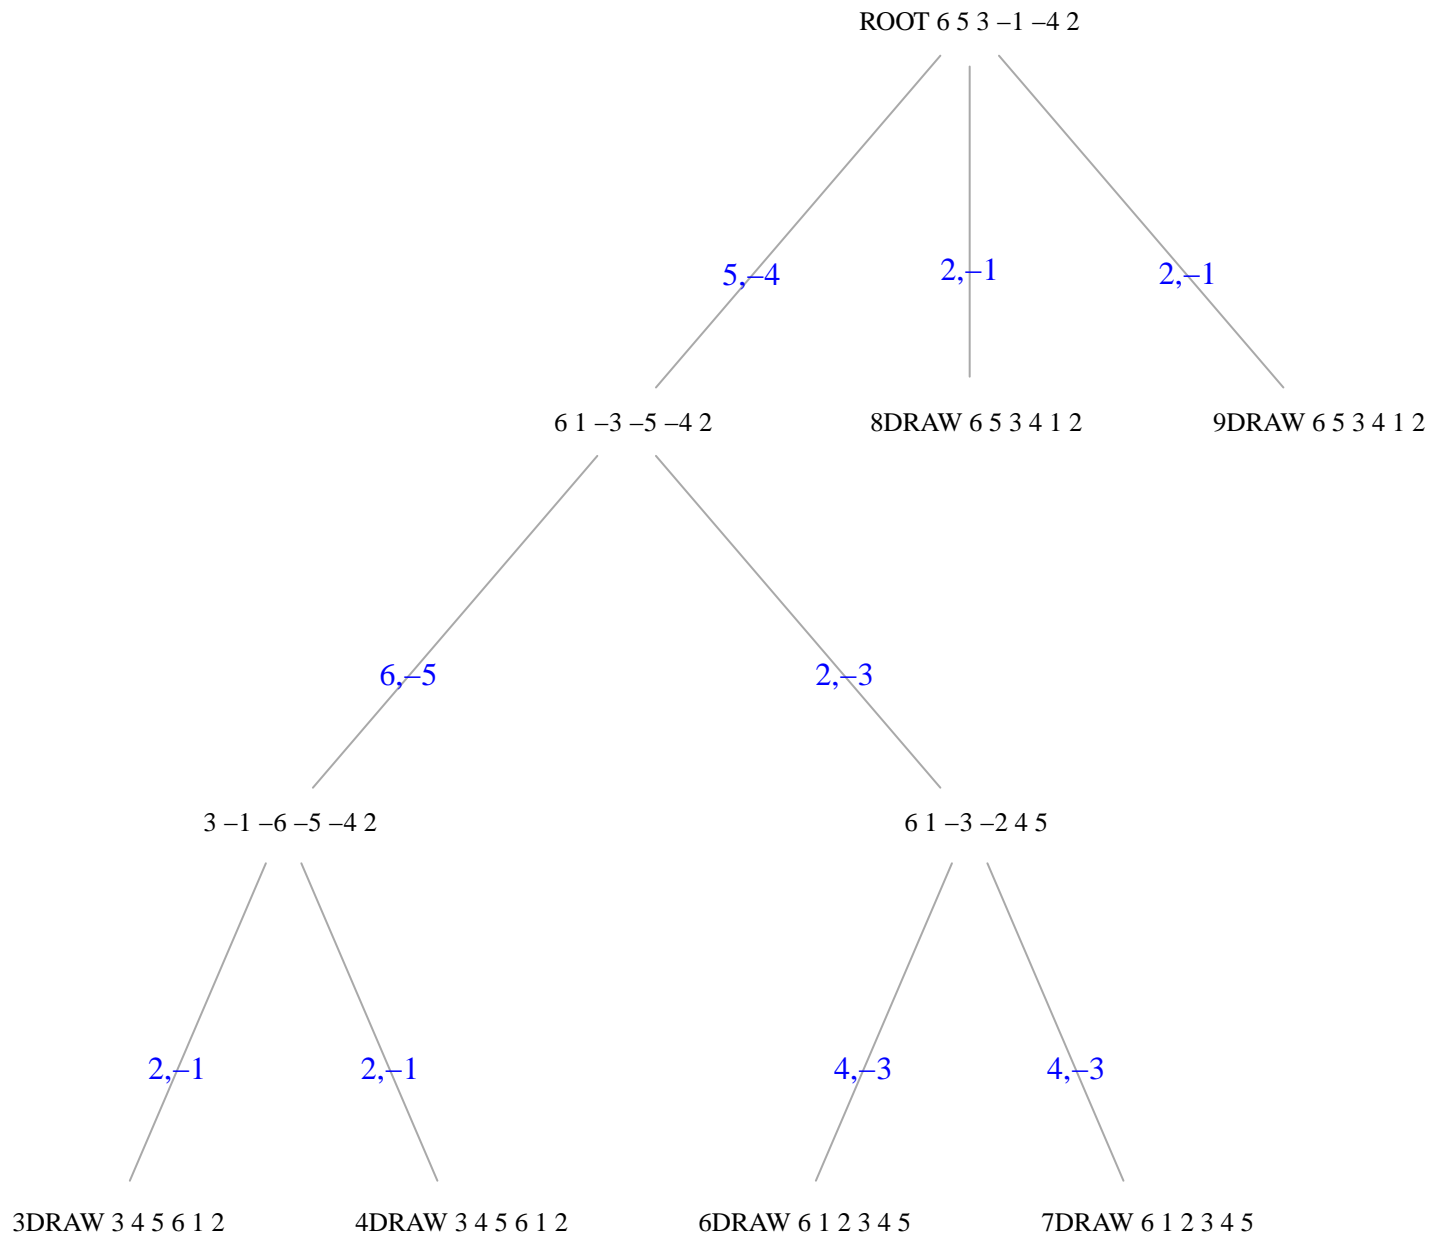 ROOT 6 5 3 –1 –4 2
5,–4
2,–1
2,–1
6 1 –3 –5 –4 2
8DRAW 6 5 3 4 1 2
9DRAW 6 5 3 4 1 2
6,–5
2,–3
3 –1 –6 –5 –4 2
6 1 –3 –2 4 5
2,–1
2,–1
4,–3
4,–3
3DRAW 3 4 5 6 1 2
4DRAW 3 4 5 6 1 2
6DRAW 6 1 2 3 4 5
7DRAW 6 1 2 3 4 5